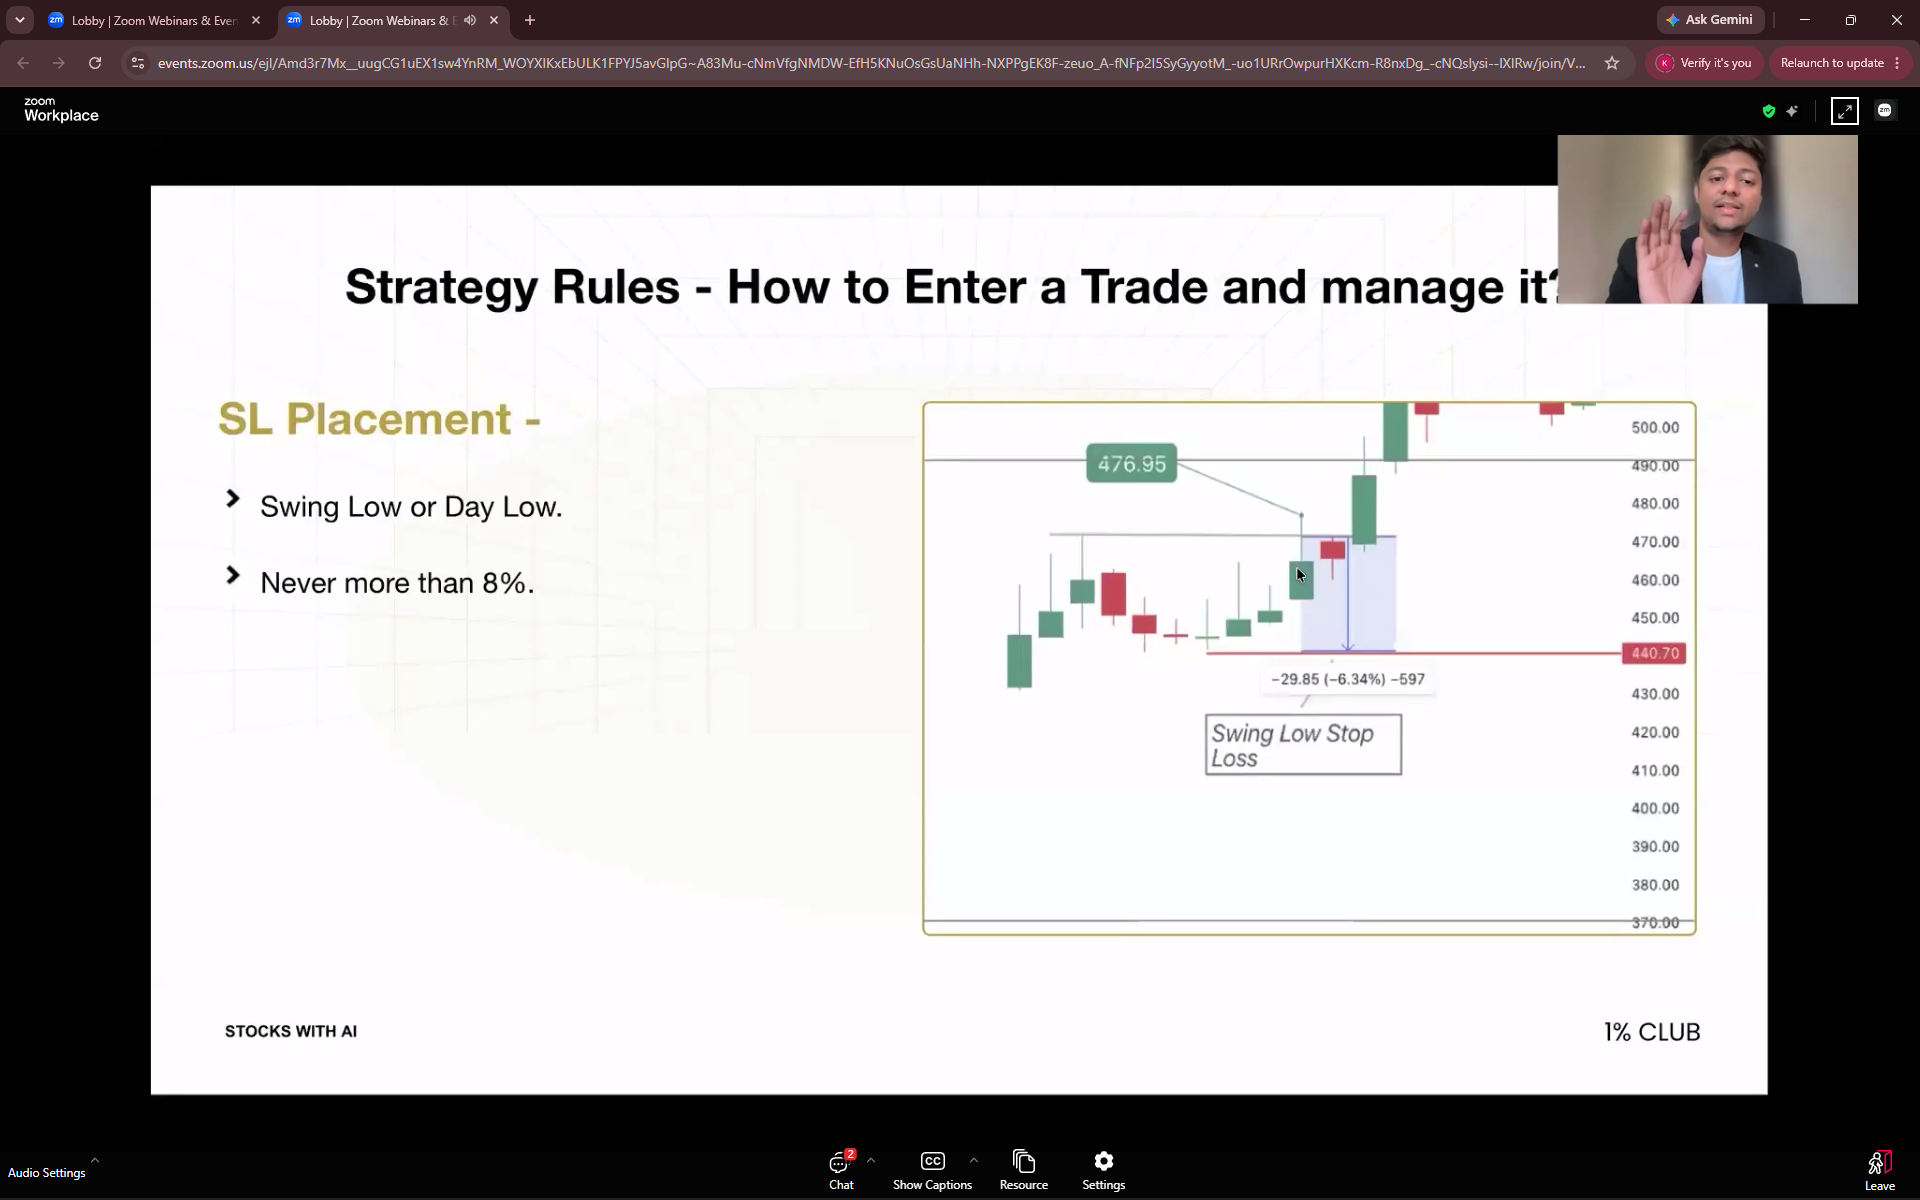 Lobby | Zoom Webinars & Even
Lobby | Zoom Webinars & E
Ask Gemini
events.zoom.us/ejl/Amd3r7Mx__uugCG1uEX1sw4YnRM_WOYXIKxEbULK1FPYJ5avGlpG~A83Mu-cNmVfgNMDW-EfH5KNuOsGsUaNHh-NXPPgEK8F-zeuo_A-fNFp2I5SyGyyotM_-uo1URrOwpurHXKcm-R8nxDg_-cNQslysi--IXlRw/join/V...
K Verify it's you
Relaunch to update
zoom
Workplace
Strategy Rules - How to Enter a Trade and manage it?
SL Placement -
Swing Low or Day Low.
Never more than 8%.
476.95
500.00
490.00
480.00
470.00
460.00
450.00
440.70
430.00
420.00
410.00
400.00
390.00
380.00
370.00
−29.85 (−6.34%) −597
Swing Low Stop
Loss
STOCKS WITH AI
1% CLUB
Audio Settings
2
Chat
CC
Show Captions
Resource
Settings
Leave